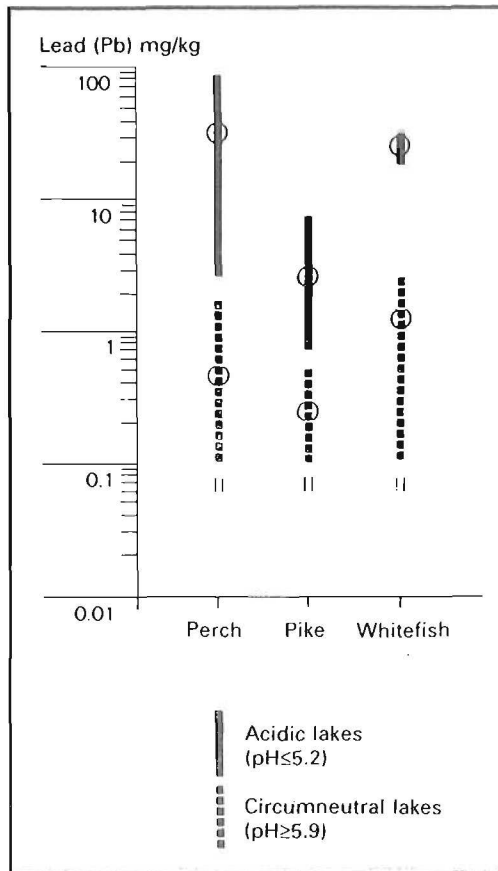 Lead (Pb) mg/kg
100
10
1
0.1
0.01
Perch Pike Whitefish
Acidic lakes
(pH≤5.2)
Circumneutral lakes
(pH≥5.9)